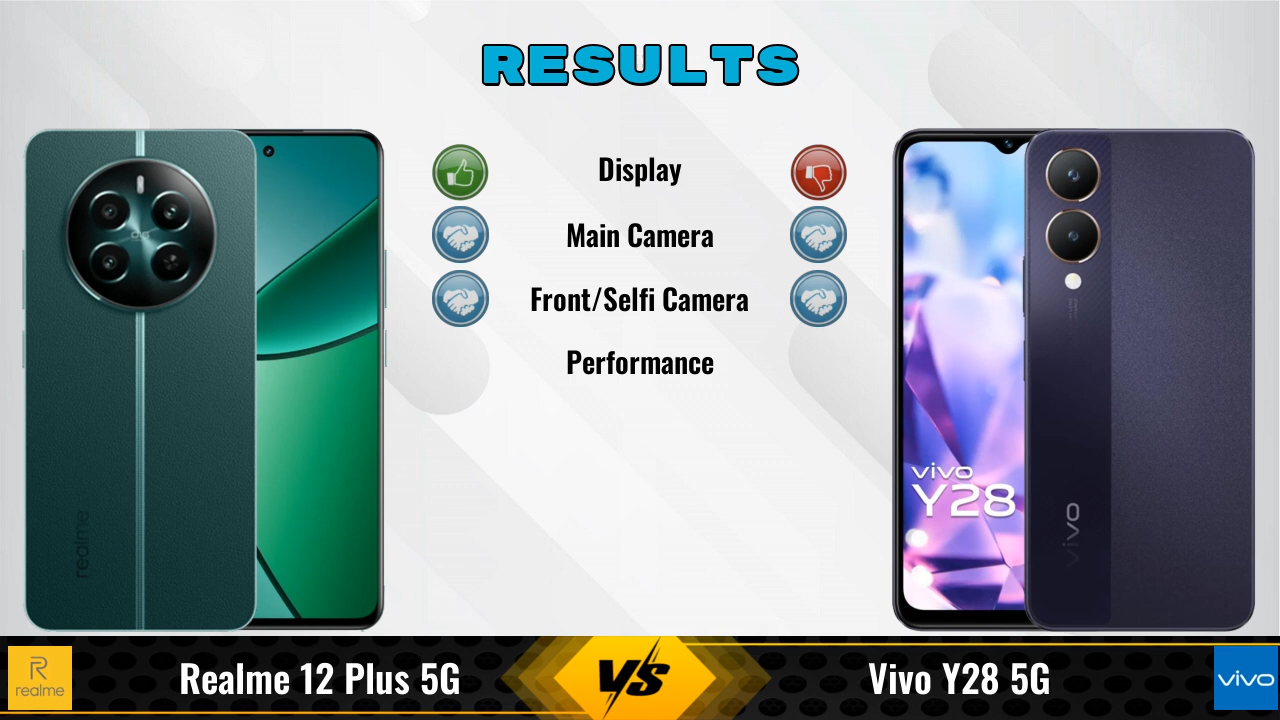 RESULTS
Display
Main Camera
Front/Selfi Camera
Performance
realme
vivo
Y28
vivo
realme
Realme 12 Plus 5G
VS
Vivo Y28 5G
vivo